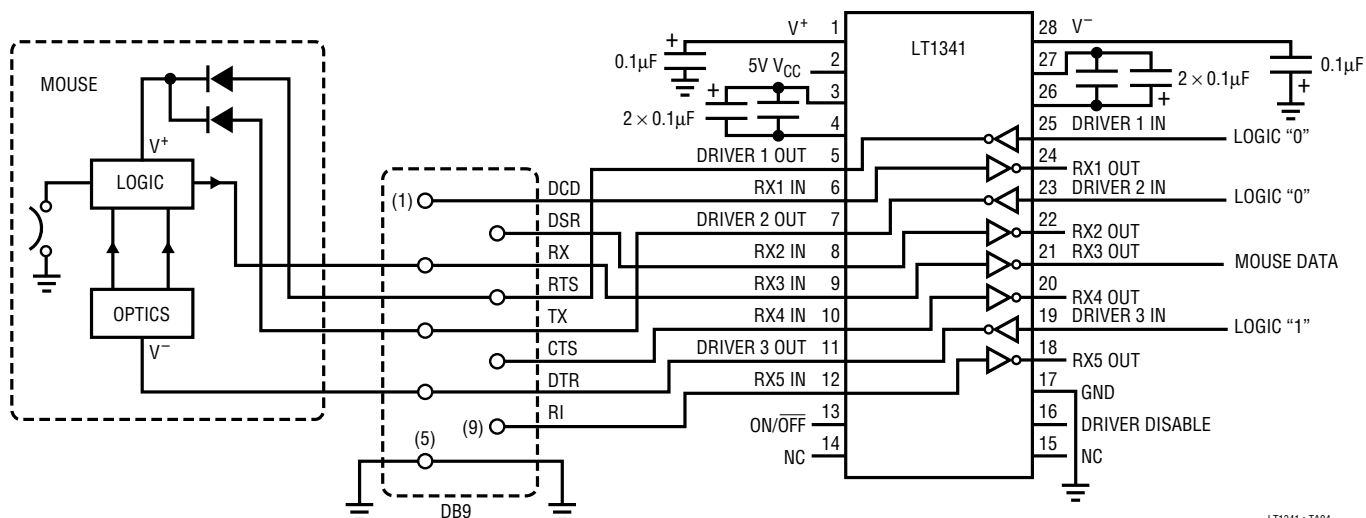 MOUSE
V+
LOGIC
OPTICS
V−
(1)
(9)
(5)
DB9
DCD
DSR
RX
RTS
TX
CTS
DTR
RI
0.1µF
2 × 0.1µF
V+ 1
5V VCC 2
3
4
DRIVER 1 OUT 5
RX1 IN 6
DRIVER 2 OUT 7
RX2 IN 8
RX3 IN 9
RX4 IN 10
DRIVER 3 OUT 11
RX5 IN 12
ON/O̅F̅F̅ 13
NC 14
LT1341
28 V−
27
26
2 × 0.1µF
0.1µF
25 DRIVER 1 IN LOGIC “0”
24 RX1 OUT
23 DRIVER 2 IN LOGIC “0”
22 RX2 OUT
21 RX3 OUT MOUSE DATA
20 RX4 OUT
19 DRIVER 3 IN LOGIC “1”
18 RX5 OUT
17 GND
16 DRIVER DISABLE
15 NC
LT1341 • TA04